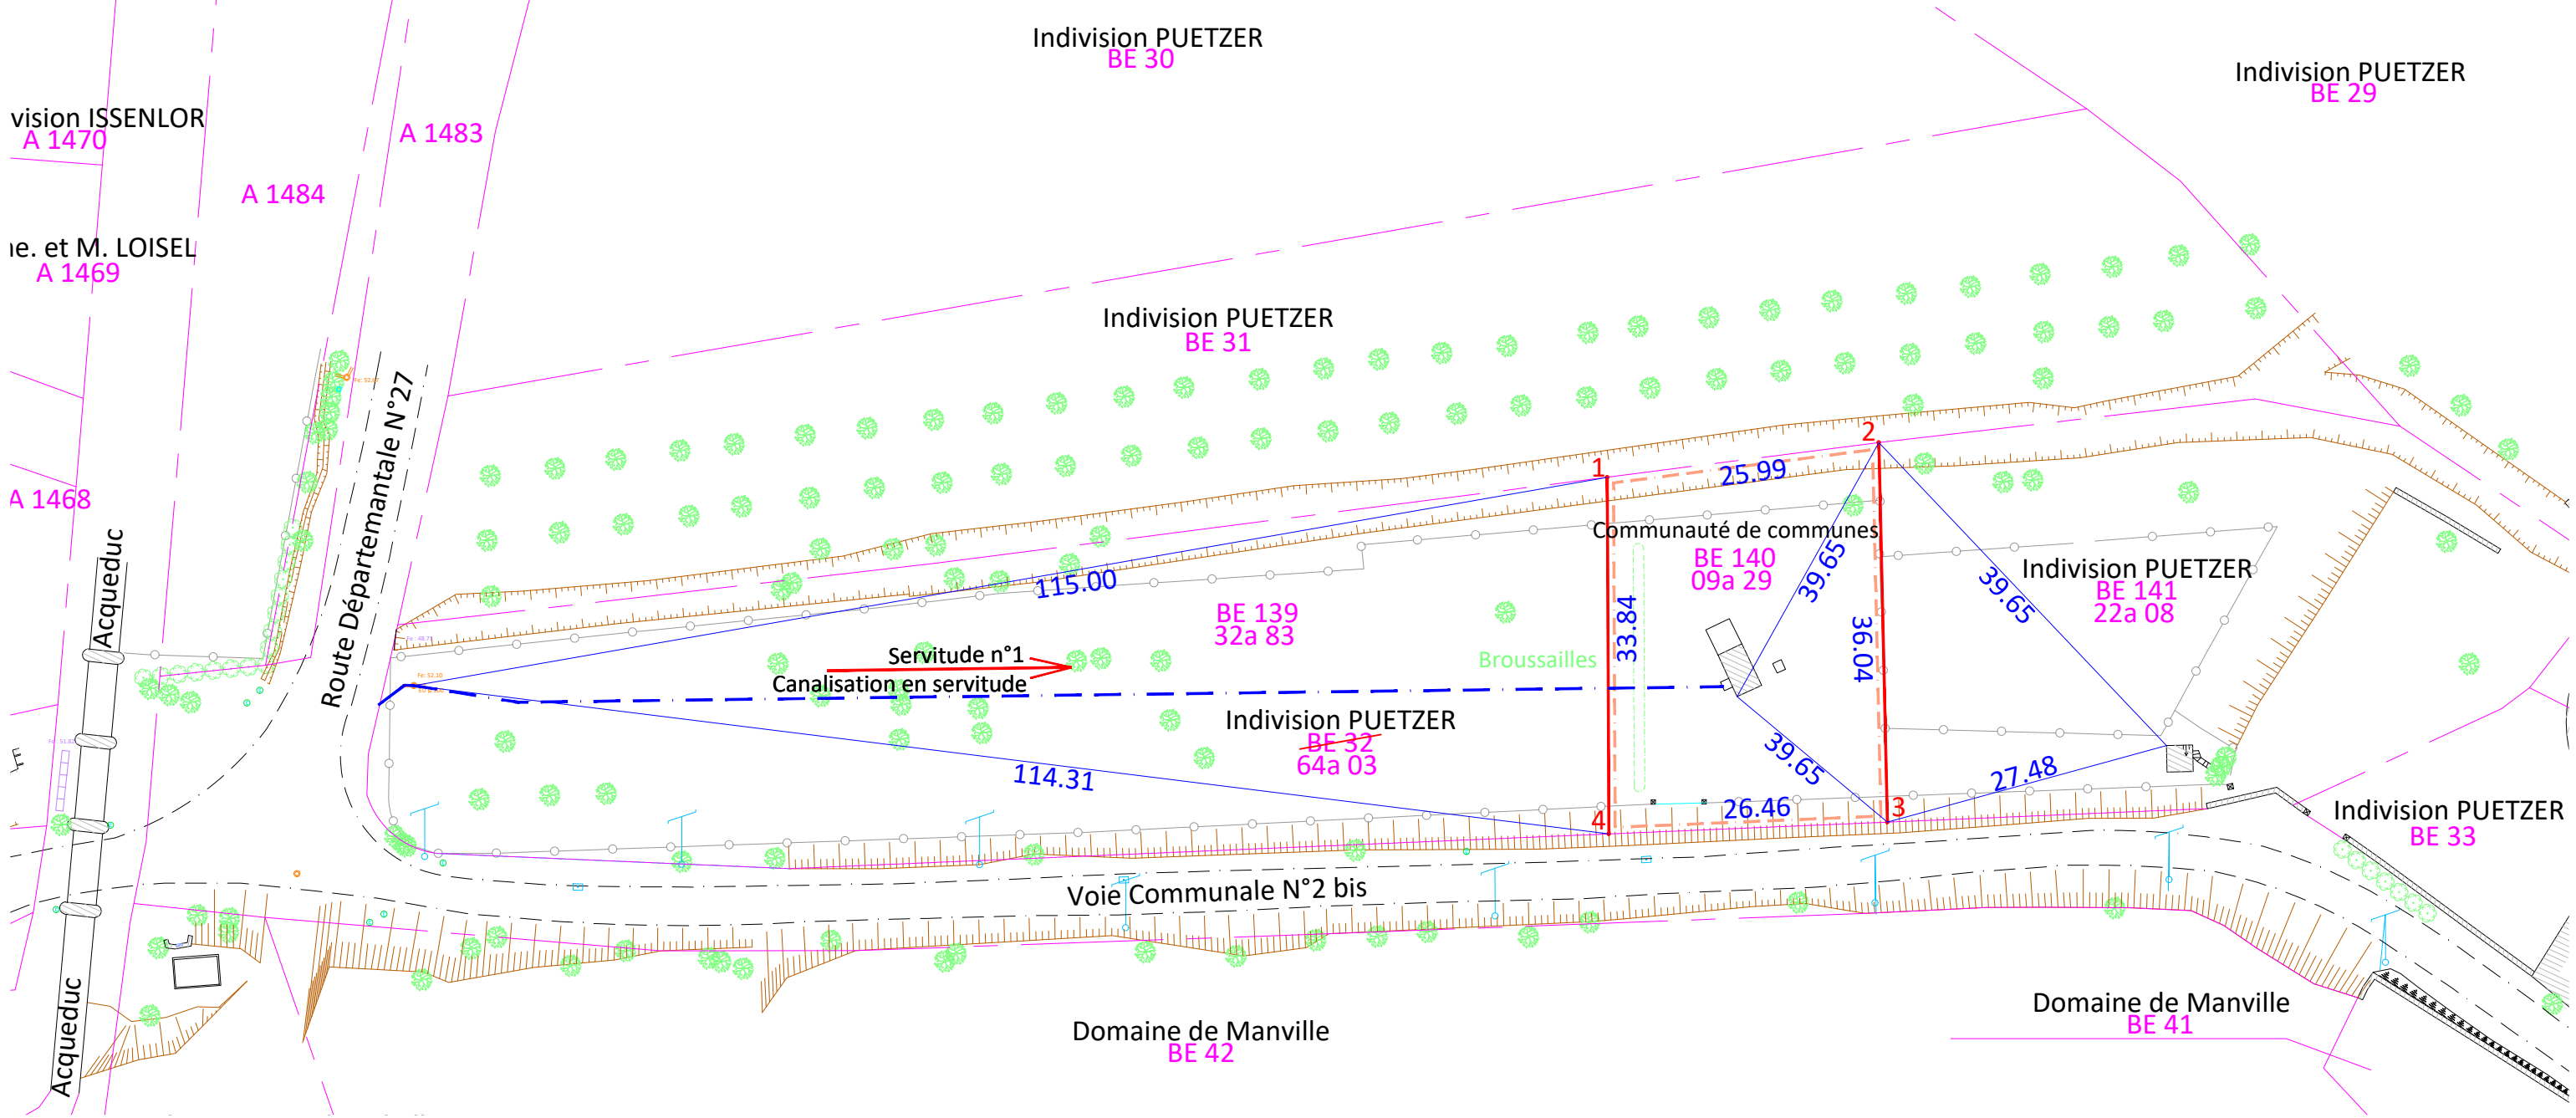 Indivision PUETZER
BE 30
Indivision PUETZER
BE 29
vision ISSENLOR
A 1470
A 1483
A 1484
e. et M. LOISEL
A 1469
Indivision PUETZER
BE 31
A 1468
Route Départementale N°27
Acqueduc
1
2
25.99
Communauté de communes
BE 140
09a 29
39.65
39.65
Indivision PUETZER
BE 141
22a 08
115.00
BE 139
32a 83
33.84
36.04
Broussailles
Servitude n°1
Canalisation en servitude
Fe: 52.10
Indivision PUETZER
BE 32
64a 03
114.31
39.65
27.48
26.46
3
4
Indivision PUETZER
BE 33
Voie Communale N°2 bis
Acqueduc
Domaine de Manville
BE 42
Domaine de Manville
BE 41